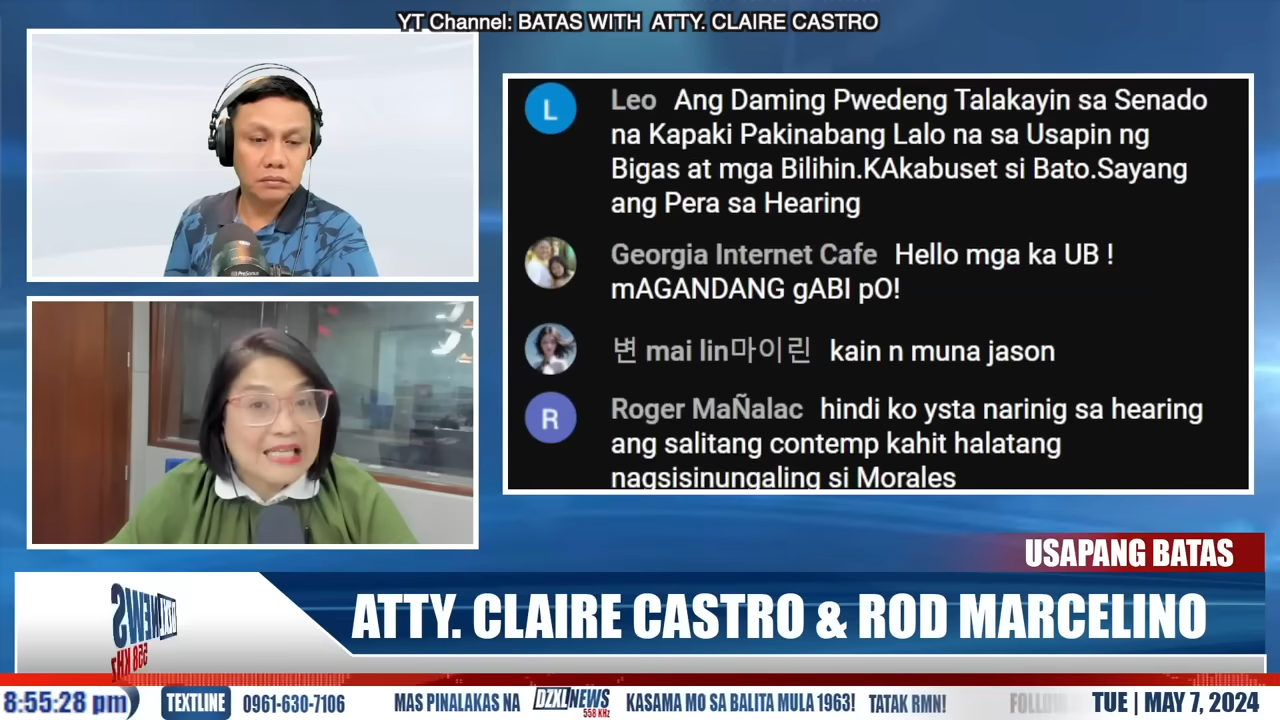 YT Channel: BATAS WITH ATTY. CLAIRE CASTRO
L
Leo Ang Daming Pwedeng Talakayin sa Senado
na Kapaki Pakinabang Lalo na sa Usapin ng
Bigas at mga Bilihin.KAkabuset si Bato.Sayang
ang Pera sa Hearing
Georgia Internet Cafe Hello mga ka UB !
mAGANDANG gABI pO!
변 mai lin마이린 kain n muna jason
R
Roger MaÑalac hindi ko ysta narinig sa hearing
ang salitang contemp kahit halatang
nagsisinungaling si Morales
USAPANG BATAS
ATTY. CLAIRE CASTRO & ROD MARCELINO
DZXL NEWS
558 KHz
8:55:28 pm
TEXTLINE 0961-630-7106 MAS PINALAKAS NA DZXL NEWS 558 KHz KASAMA MO SA BALITA MULA 1963! TATAK RMN! FOLLOW
TUE | MAY 7, 2024